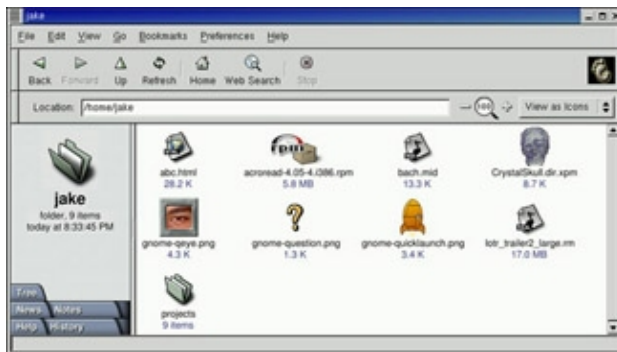 jake
File Edit View Go Bookmarks Preferences Help
Back Forward Up Refresh Home Web Search Stop
Location: /home/jake 100 View as Icons
jake
folder, 9 items
today at 8:33:45 PM
abc.html acroread-4.05-4.i386.rpm bach.mid CrystalSkull.dir.xpm
28.2 K 5.8 MB 13.3 K 8.7 K
gnome-qeye.png gnome-question.png gnome-quicklaunch.png lotr_trailer2_large.rm
4.3 K 1.3 K 3.4 K 17.0 MB
projects
9 items
Tree
News Notes
Help History
rpm